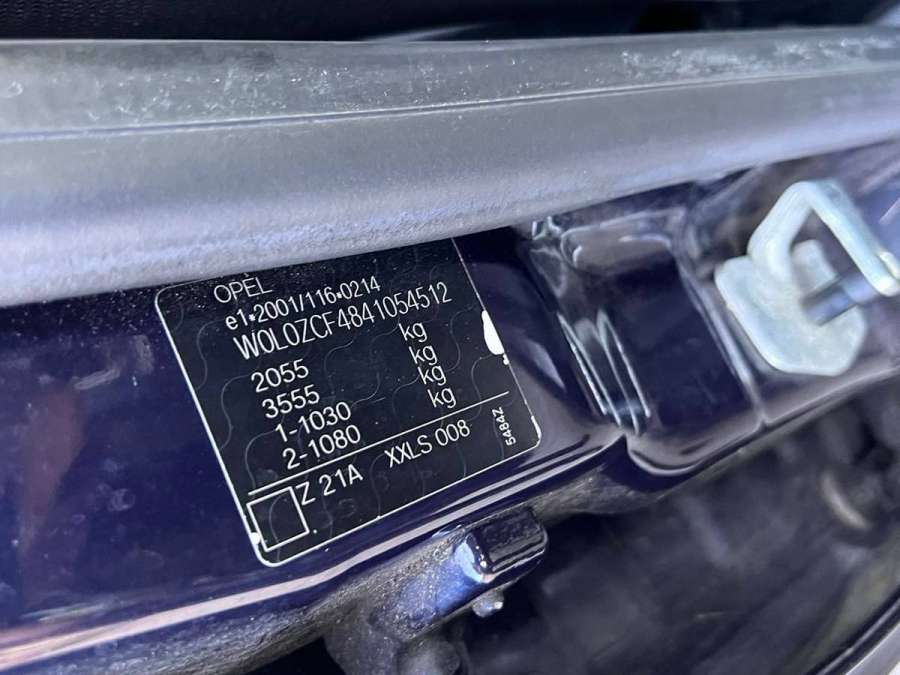 OPEL
e1*2001/116*0214
W0L0ZCF4841054512
2055 kg
3555 kg
1-1030 kg
2-1080 kg
Z 21A XXLS 008
54842